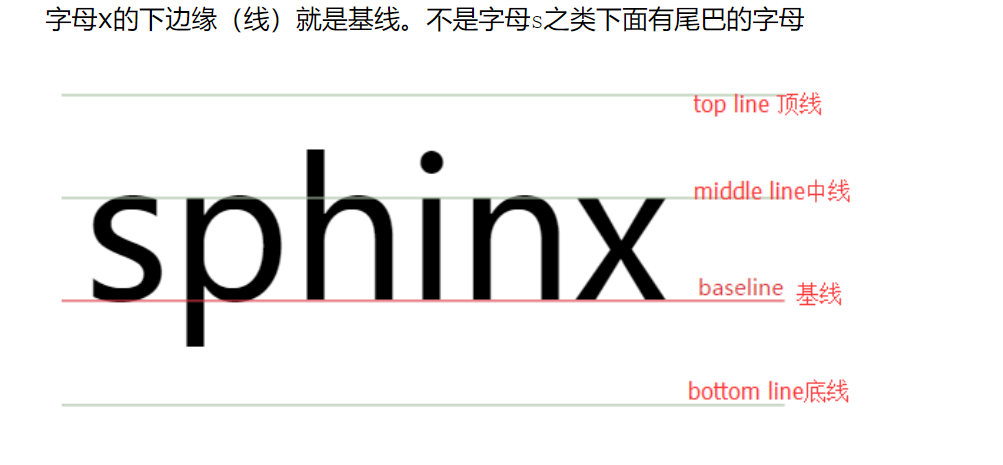 字母x的下边缘（线）就是基线。不是字母s之类下面有尾巴的字母
top line 顶线
sphinx
middle line中线
baseline 基线
bottom line底线